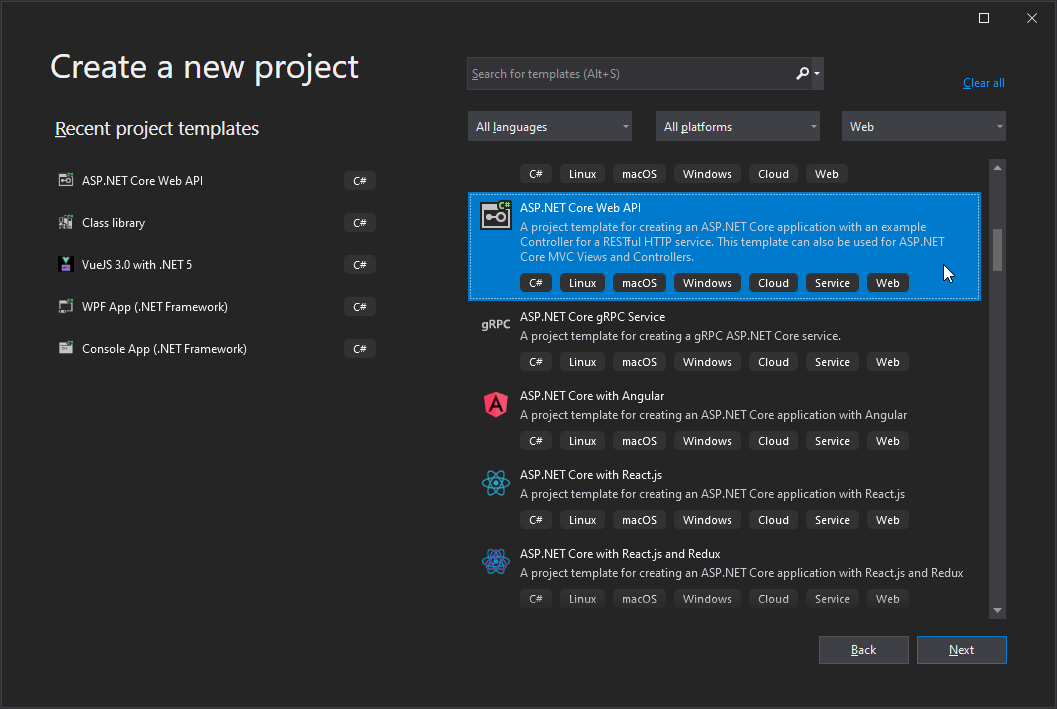 Create a new project
Search for templates (Alt+S)
Clear all
Recent project templates
All languages
All platforms
Web
ASP.NET Core Web API C#
Class library C#
VueJS 3.0 with .NET 5 C#
WPF App (.NET Framework) C#
Console App (.NET Framework) C#
C# Linux macOS Windows Cloud Web
C#
ASP.NET Core Web API
A project template for creating an ASP.NET Core application with an example
Controller for a RESTful HTTP service. This template can also be used for ASP.NET
Core MVC Views and Controllers.
C# Linux macOS Windows Cloud Service Web
gRPC
ASP.NET Core gRPC Service
A project template for creating a gRPC ASP.NET Core service.
C# Linux macOS Windows Cloud Service Web
ASP.NET Core with Angular
A project template for creating an ASP.NET Core application with Angular
C# Linux macOS Windows Cloud Service Web
ASP.NET Core with React.js
A project template for creating an ASP.NET Core application with React.js
C# Linux macOS Windows Cloud Service Web
ASP.NET Core with React.js and Redux
A project template for creating an ASP.NET Core application with React.js and Redux
C# Linux macOS Windows Cloud Service Web
Back
Next